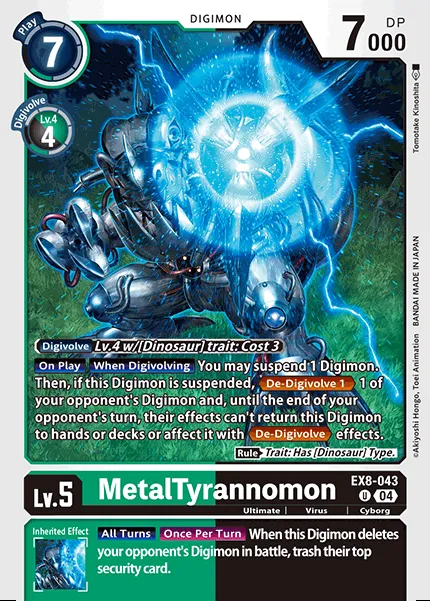 DIGIMON
Play
7
7000
DP
Digivolve
Lv.4
4
Tomotake Kinoshita
©Akiyoshi Hongo, Toei Animation BANDAI MADE IN JAPAN
Digivolve Lv.4 w/[Dinosaur] trait: Cost 3
On Play When Digivolving You may suspend 1 Digimon.
Then, if this Digimon is suspended, De-Digivolve 1 1 of
your opponent's Digimon and, until the end of your
opponent's turn, their effects can't return this Digimon
to hands or decks or affect it with De-Digivolve effects.
Rule Trait: Has [Dinosaur] Type.
Lv.5
MetalTyrannomon
EX8-043
U 04
Ultimate Virus Cyborg
Inherited Effect
All Turns Once Per Turn When this Digimon deletes
your opponent's Digimon in battle, trash their top
security card.